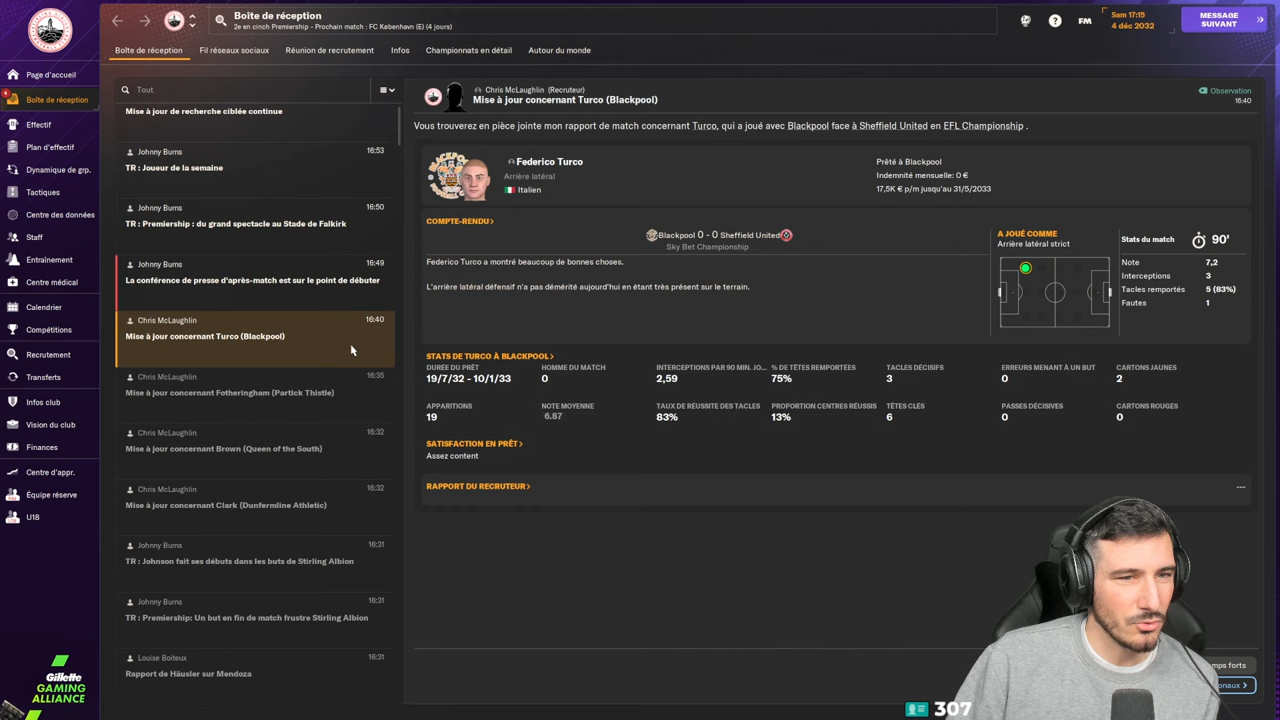 Boîte de réception
2e en cinch Premiership - Prochain match : FC København (E) (4 jours)
FM
Sam 17:15
4 déc 2032
MESSAGE SUIVANT
Boîte de réception
Fil réseaux sociaux
Réunion de recrutement
Infos
Championnats en détail
Autour du monde
Page d'accueil
4
Boîte de réception
Effectif
Plan d'effectif
Dynamique de grp.
Tactiques
Centre des données
Staff
Entraînement
Centre médical
Calendrier
Compétitions
Recrutement
Transferts
Infos club
Vision du club
Finances
Centre d'appr.
Équipe réserve
U18
Gillette
GAMING
ALLIANCE
Tout
Mise à jour de recherche ciblée continue
Johnny Burns 16:53
TR : Joueur de la semaine
Johnny Burns 16:50
TR : Premiership : du grand spectacle au Stade de Falkirk
Johnny Burns 16:49
La conférence de presse d'après-match est sur le point de débuter
Chris McLaughlin 16:40
Mise à jour concernant Turco (Blackpool)
Chris McLaughlin 16:35
Mise à jour concernant Fotheringham (Partick Thistle)
Chris McLaughlin 16:32
Mise à jour concernant Brown (Queen of the South)
Chris McLaughlin 16:32
Mise à jour concernant Clark (Dunfermline Athletic)
Johnny Burns 16:31
TR : Johnson fait ses débuts dans les buts de Stirling Albion
Johnny Burns 16:31
TR : Premiership: Un but en fin de match frustre Stirling Albion
Louise Boiteux 16:31
Rapport de Häusler sur Mendoza
Chris McLaughlin (Recruteur)
Mise à jour concernant Turco (Blackpool)
Observation
16:40
Vous trouverez en pièce jointe mon rapport de match concernant Turco, qui a joué avec Blackpool face à Sheffield United en EFL Championship .
Federico Turco
Arrière latéral
Italien
Prêté à Blackpool
Indemnité mensuelle: 0 €
17,5K € p/m jusqu'au 31/5/2033
COMPTE-RENDU >
Blackpool 0 - 0 Sheffield United
Sky Bet Championship
Federico Turco a montré beaucoup de bonnes choses.
L'arrière latéral défensif n'a pas démérité aujourd'hui en étant très présent sur le terrain.
A JOUÉ COMME
Arrière latéral strict
Stats du match 90'
Note 7,2
Interceptions 3
Tacles remportés 5 (83%)
Fautes 1
STATS DE TURCO À BLACKPOOL >
DURÉE DU PRÊT HOMME DU MATCH INTERCEPTIONS PAR 90 MIN. JO... % DE TÊTES REMPORTÉES TACLES DÉCISIFS ERREURS MENANT À UN BUT CARTONS JAUNES
19/7/32 - 10/1/33 0 2,59 75% 3 0 2
APPARITIONS NOTE MOYENNE TAUX DE RÉUSSITE DES TACLES PROPORTION CENTRES RÉUSSIS TÊTES CLÉS PASSES DÉCISIVES CARTONS ROUGES
19 6.87 83% 13% 6 0 0
SATISFACTION EN PRÊT >
Assez content
RAPPORT DU RECRUTEUR > ---
forts
307